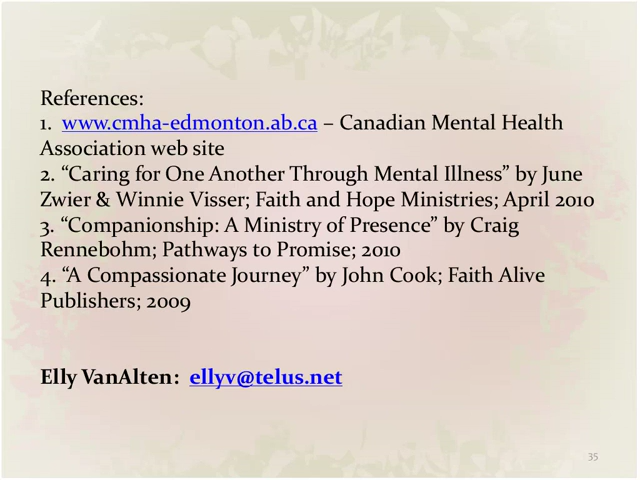 References:
1.  www.cmha-edmonton.ab.ca – Canadian Mental Health
Association web site
2. “Caring for One Another Through Mental Illness” by June
Zwier & Winnie Visser; Faith and Hope Ministries; April 2010
3. “Companionship: A Ministry of Presence” by Craig
Rennebohm; Pathways to Promise; 2010
4. “A Compassionate Journey” by John Cook; Faith Alive
Publishers; 2009
Elly VanAlten:  ellyv@telus.net
35